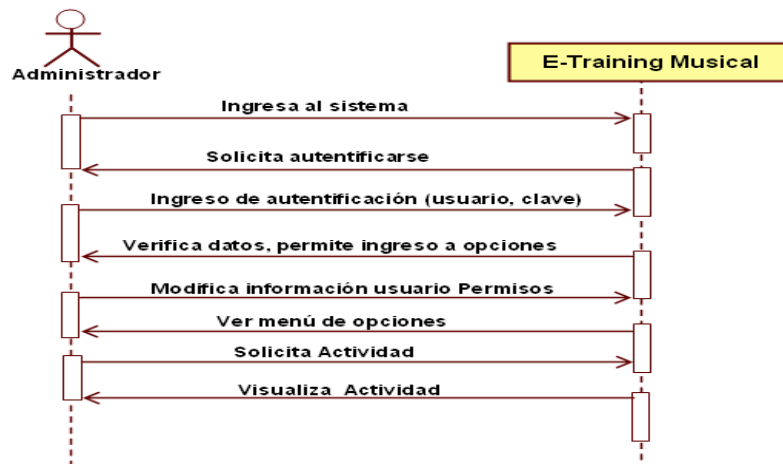 Administrador
E-Training Musical
Ingresa al sistema
Solicita autentificarse
Ingreso de autentificación (usuario, clave)
Verifica datos, permite ingreso a opciones
Modifica información usuario Permisos
Ver menú de opciones
Solicita Actividad
Visualiza Actividad